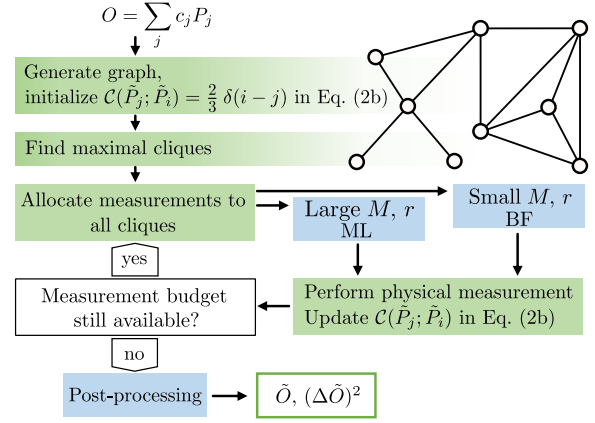 O = ∑_j c_j P_j
Generate graph,
initialize 𝒞(P̃_j; P̃_i) = 2/3 δ(i − j) in Eq. (2b)
Find maximal cliques
Allocate measurements to
all cliques
Large M, r
ML
Small M, r
BF
yes
Measurement budget
still available?
Perform physical measurement
Update 𝒞(P̃_j; P̃_i) in Eq. (2b)
no
Post-processing
Õ, (ΔÕ)²